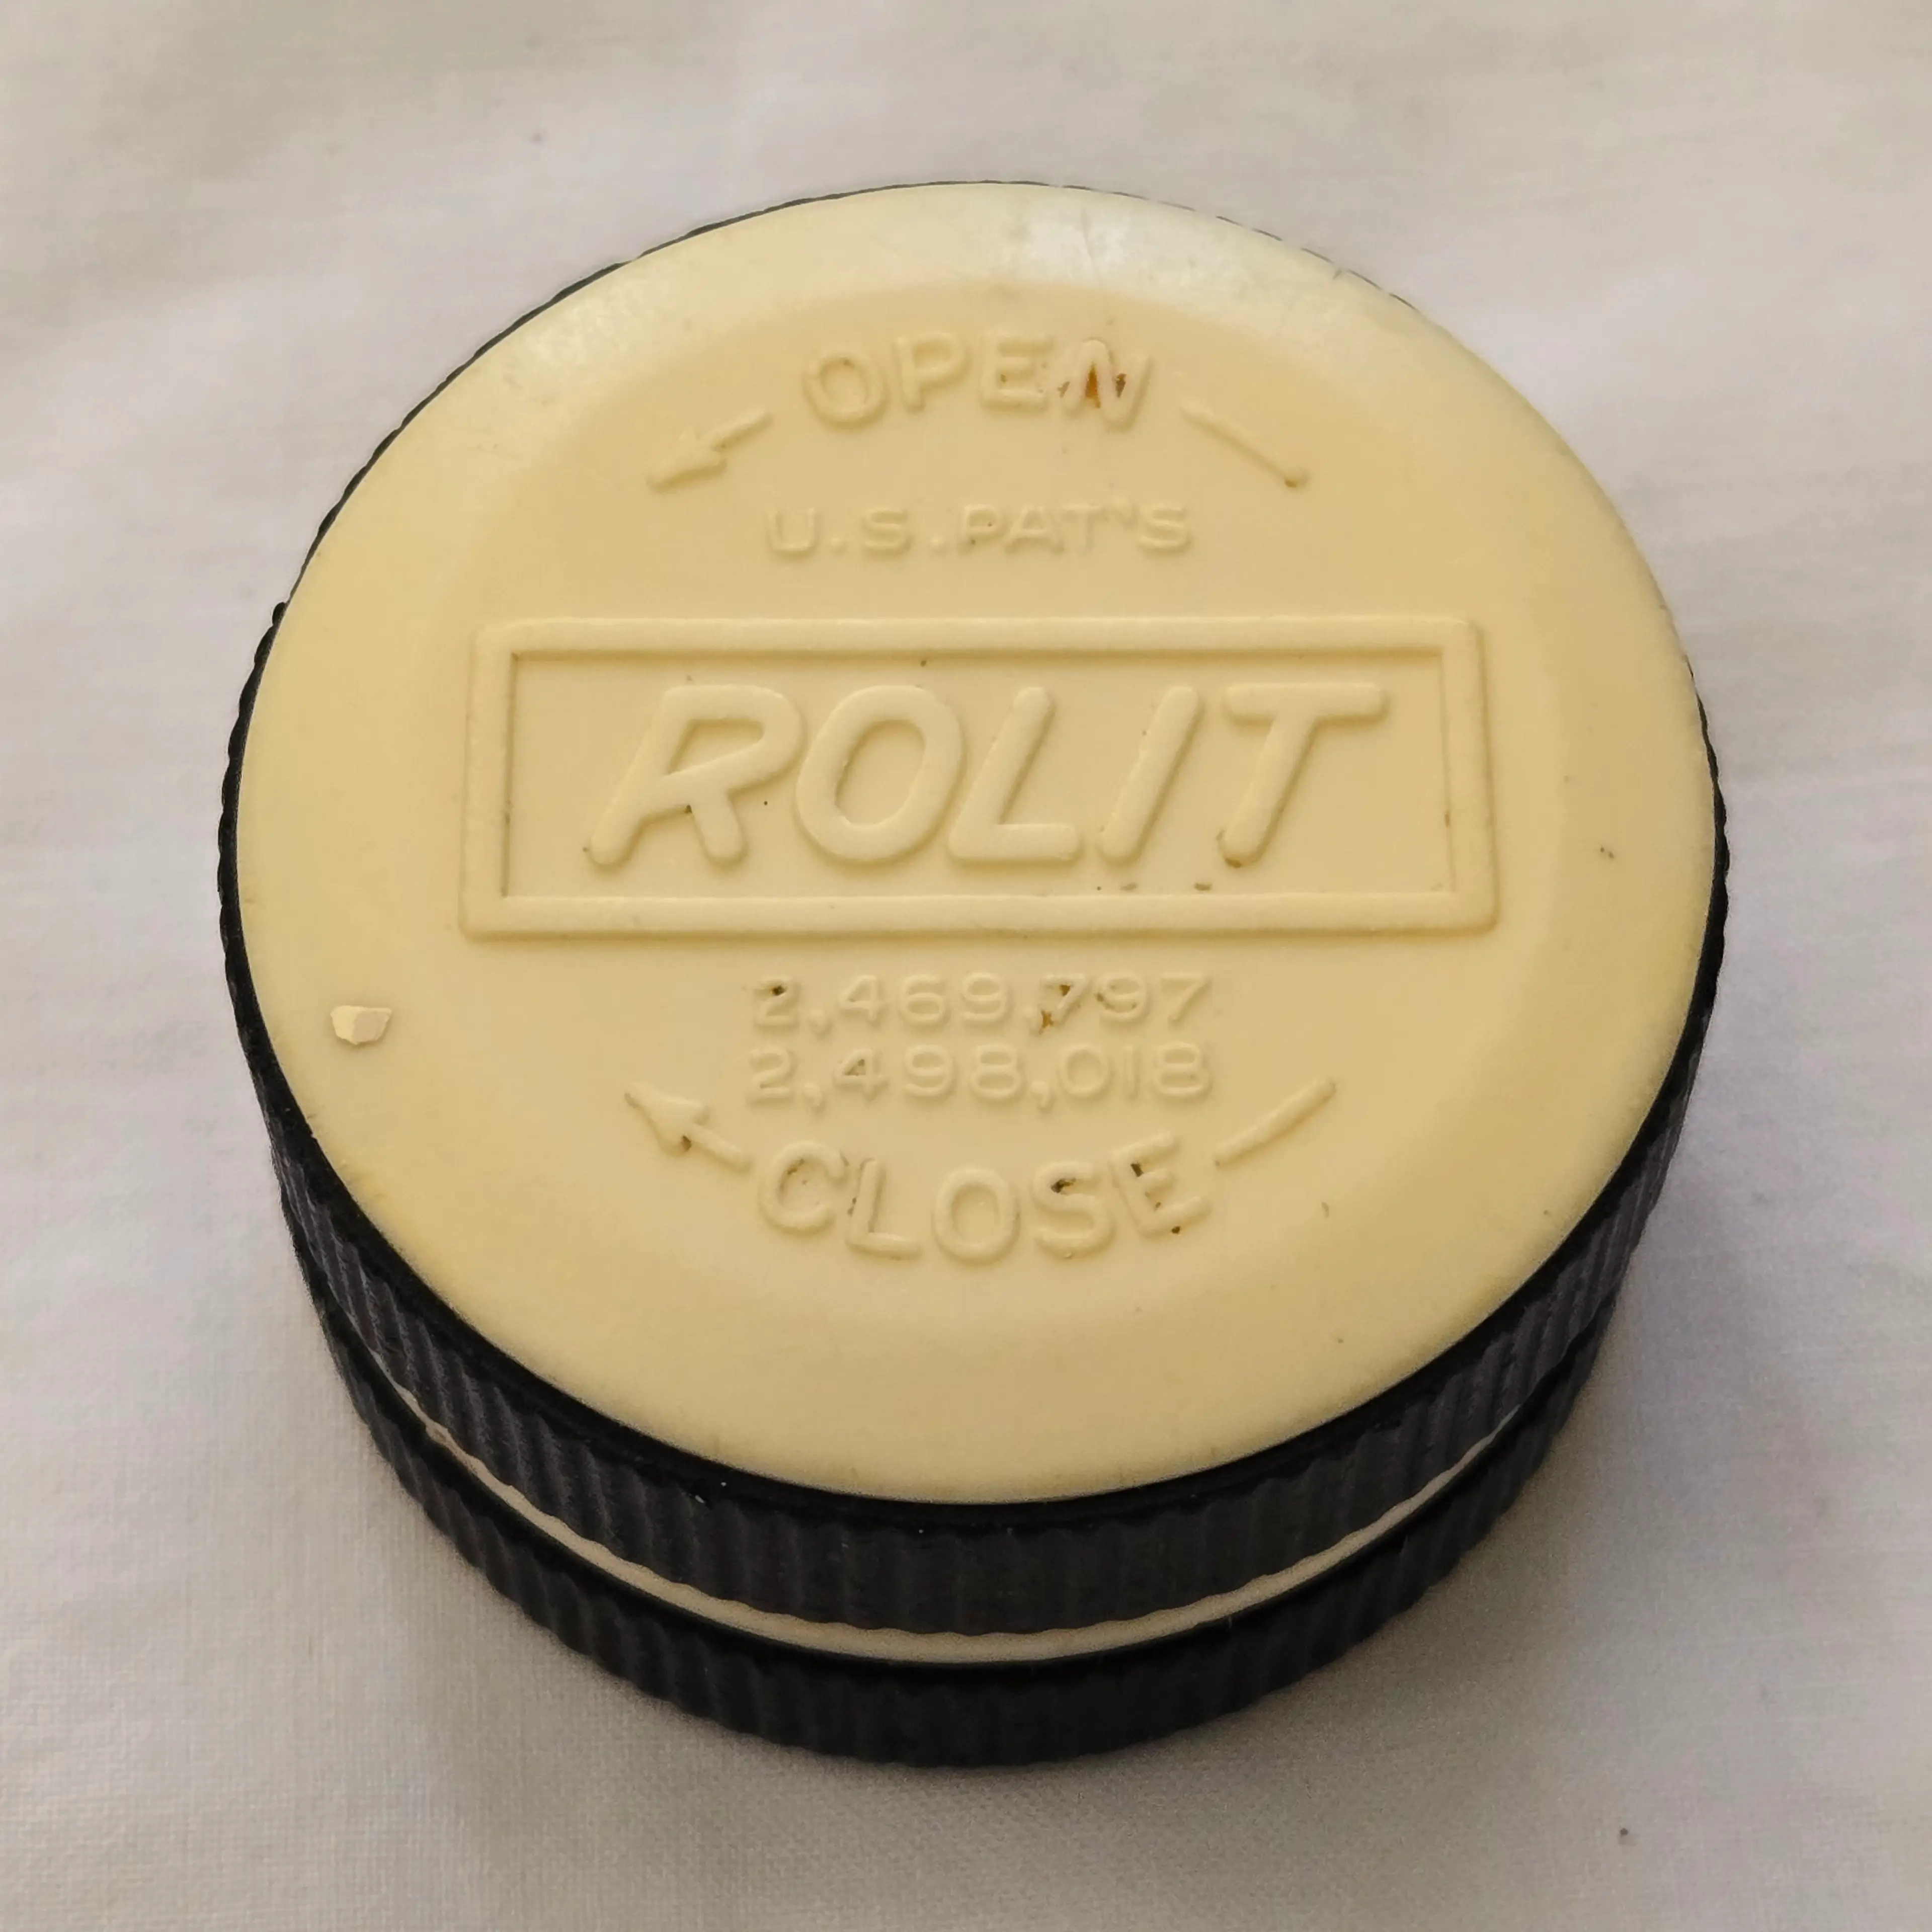 OPEN
U.S.PAT'S
ROLIT
2,469,797
2,498,018
CLOSE